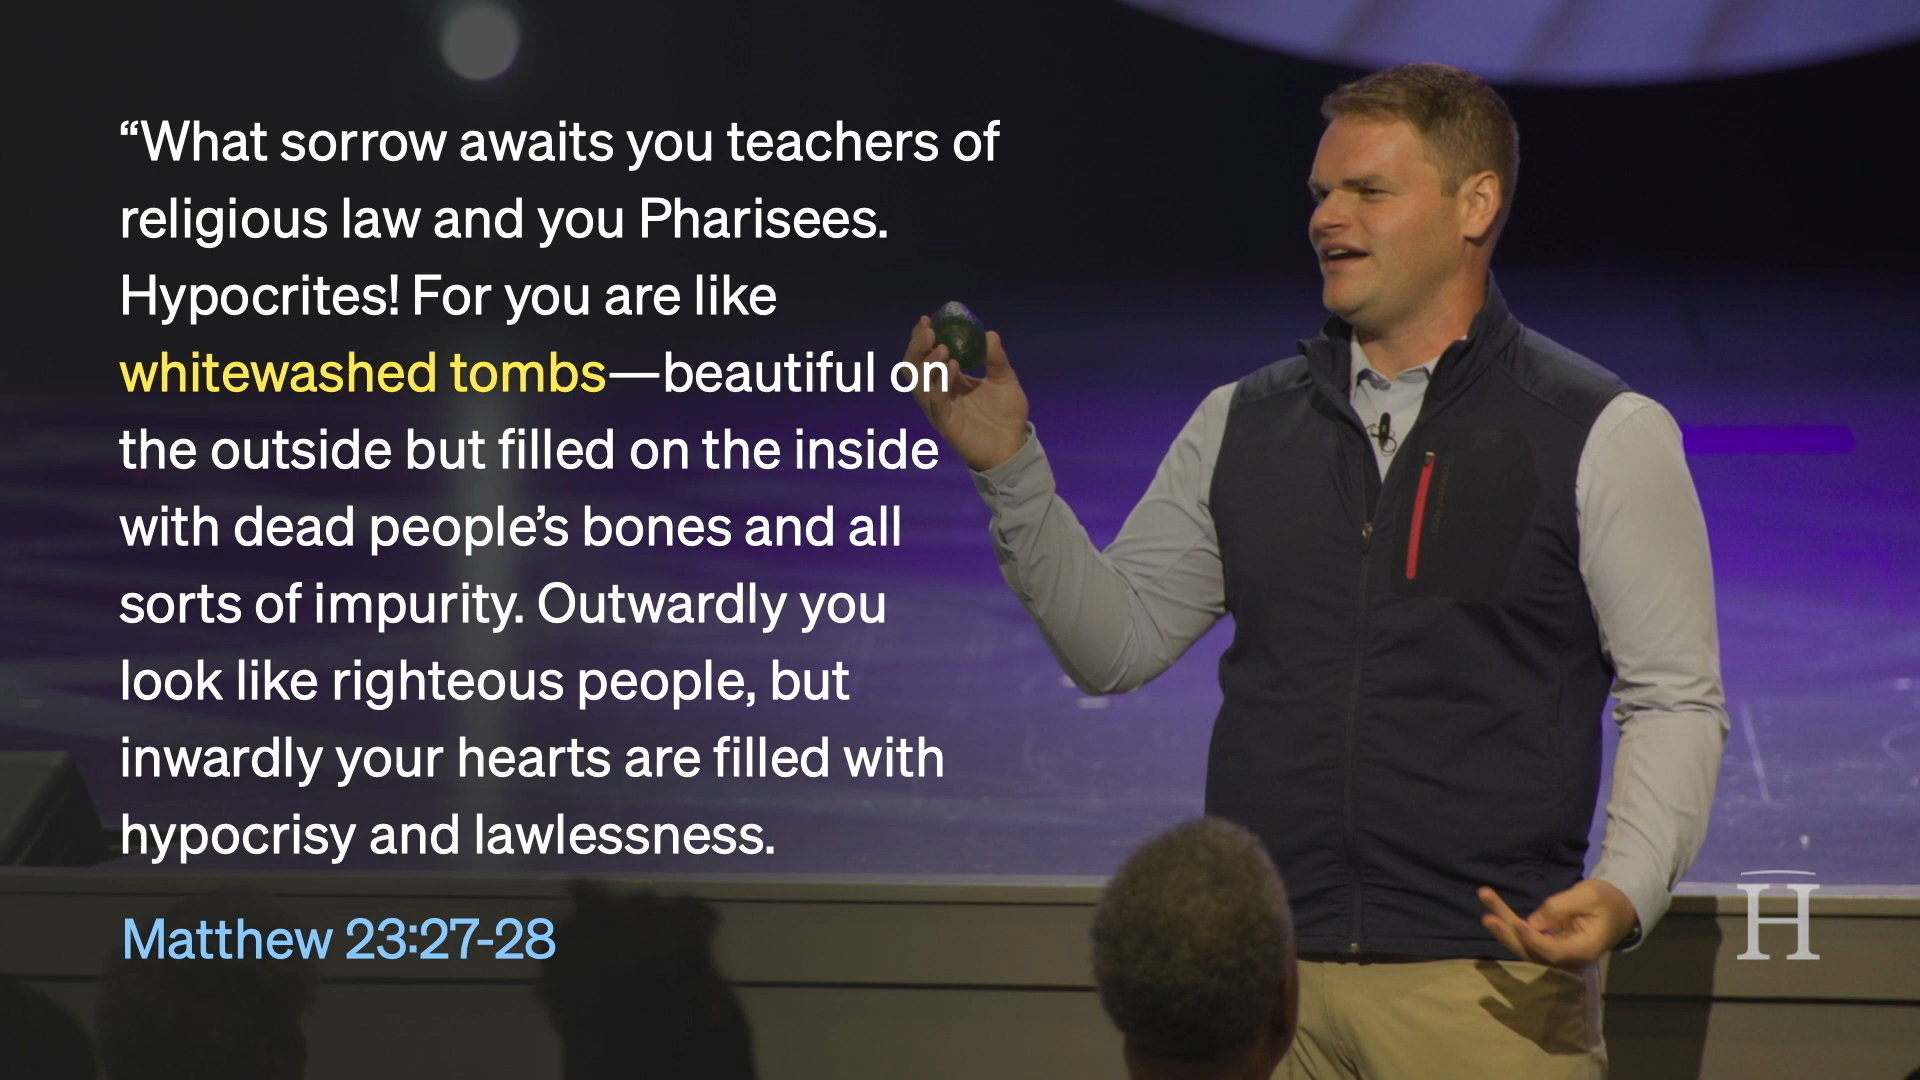 “What sorrow awaits you teachers of
religious law and you Pharisees.
Hypocrites! For you are like
whitewashed tombs—beautiful on
the outside but filled on the inside
with dead people’s bones and all
sorts of impurity. Outwardly you
look like righteous people, but
inwardly your hearts are filled with
hypocrisy and lawlessness.
Matthew 23:27-28
H